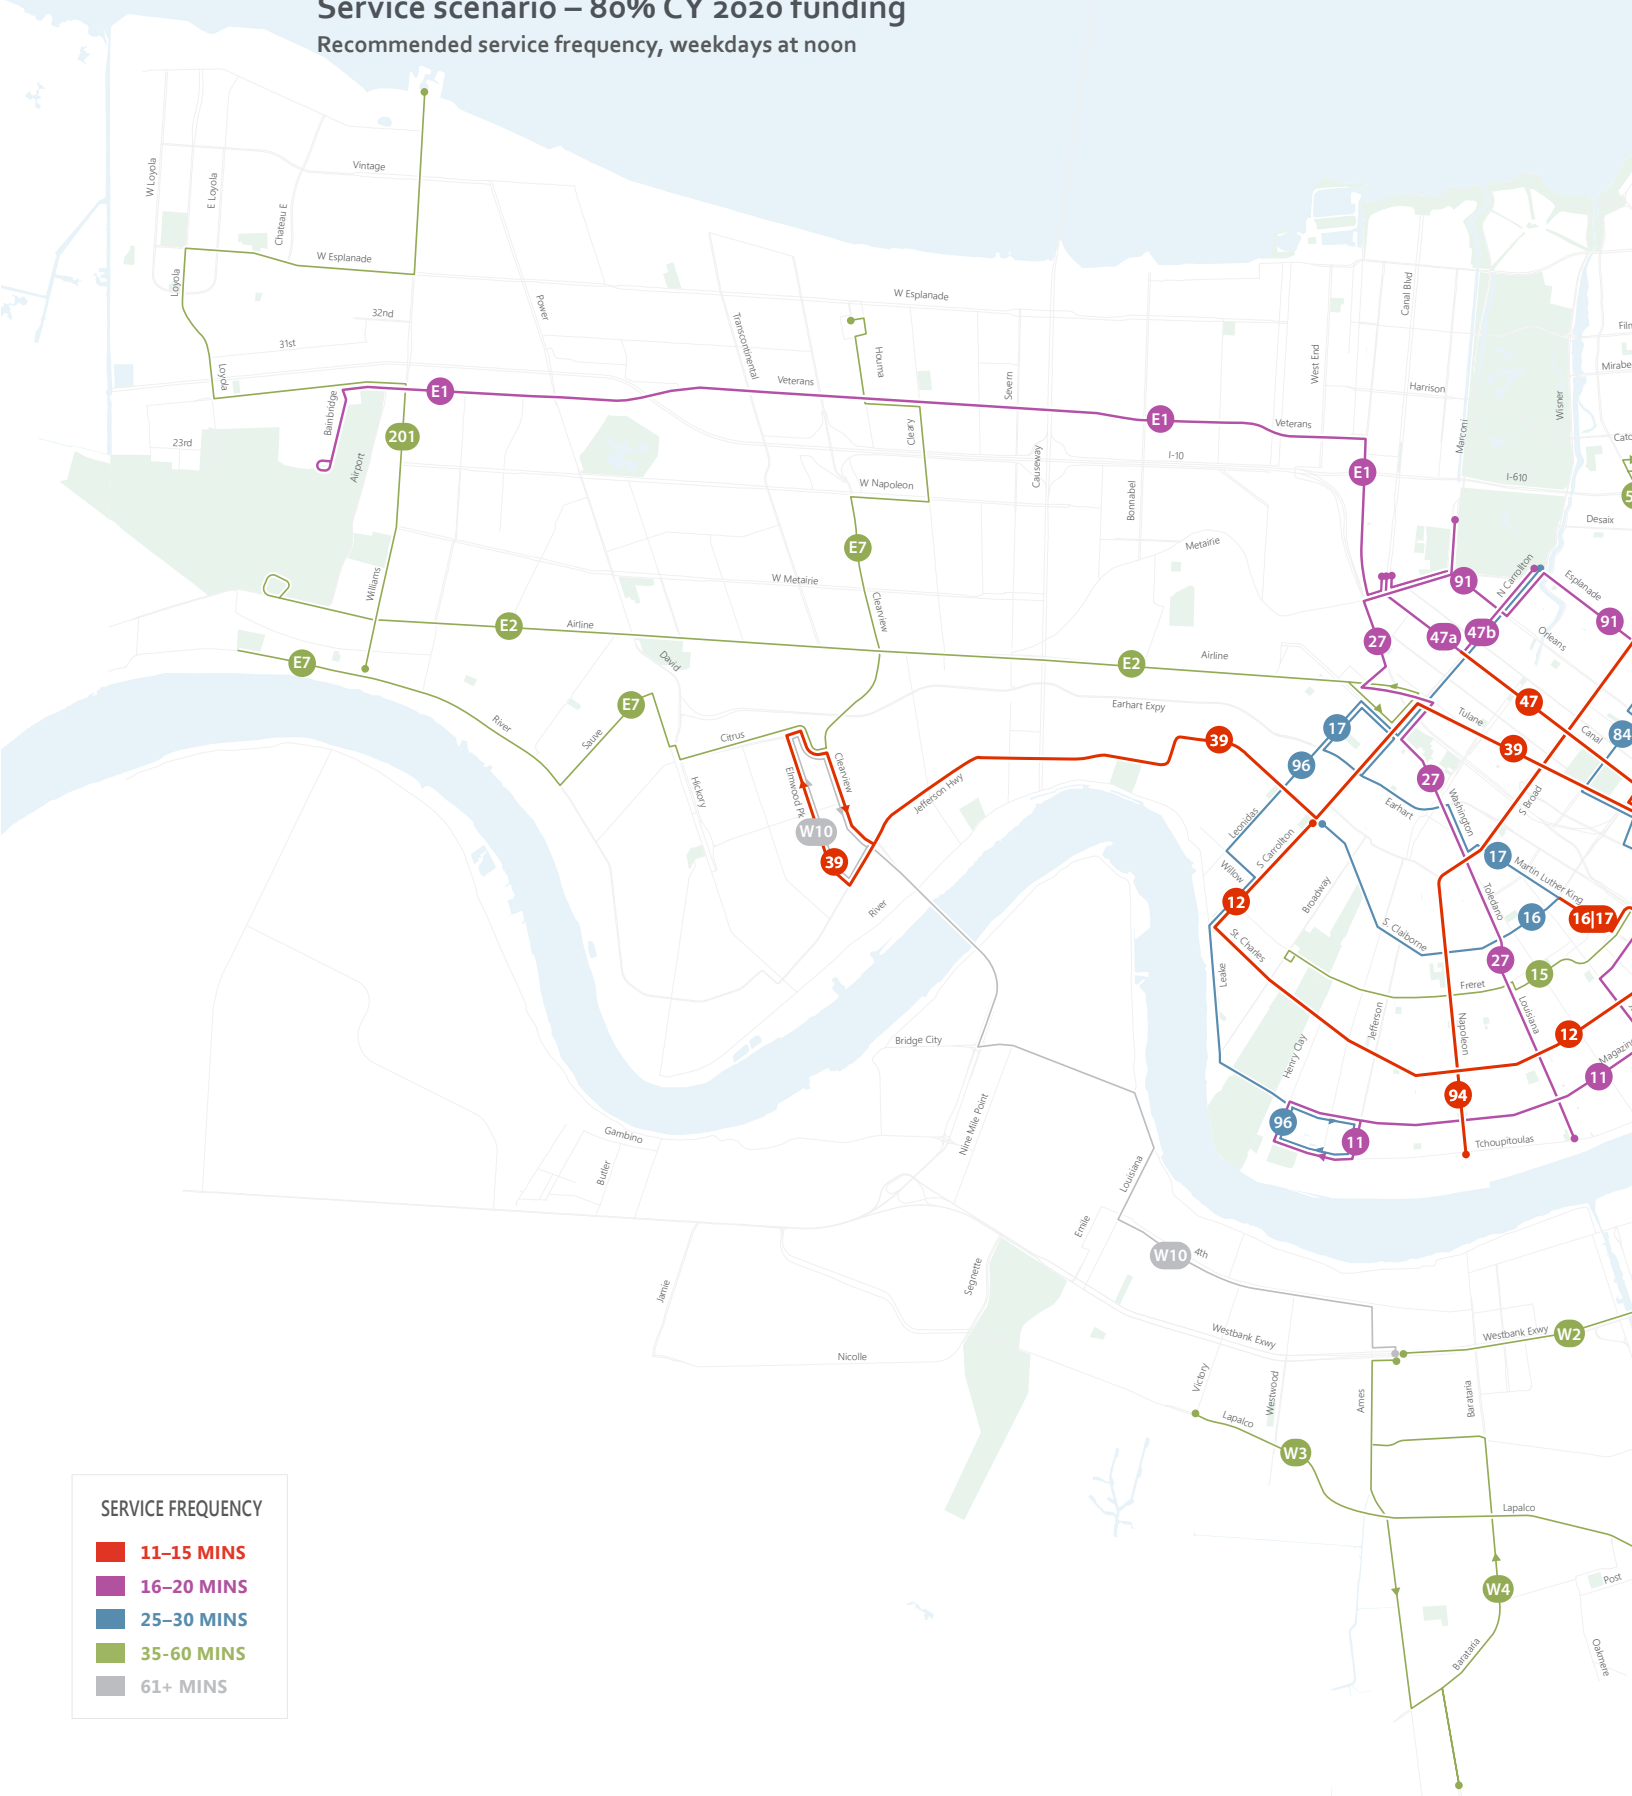 Service scenario – 80% CY 2020 funding
Recommended service frequency, weekdays at noon
W Loyola
E Loyola
Chateau E
Vintage
W Esplanade
Loyola
32nd
31st
Loyola
Power
Transcontinental
W Esplanade
Houma
Veterans
Severn
West End
Canal Blvd
Harrison
Marconi
Wisner
Bainbridge
E1
E1
Veterans
E1
23rd
201
Airport
Cleary
W Napoleon
Causeway
I-10
Bonnabel
I-610
Desaix
Metairie
E7
W Metairie
Williams
Clearview
E2
Airline
E7
David
E2
Airline
91
N Carrollton
Esplanade
91
47a
47b
27
Orleans
E7
River
Sauve
Citrus
Earhart Expy
Tulane
47
Canal
84
39
17
39
96
27
Hickory
Elmwood Pk
Clearview
W10
39
Jefferson Hwy
River
Leonidas
S Carrollton
Willow
12
Earhart
Washington
S Broad
17
Martin Luther King
Broadway
Toledano
16
16|17
S. Claiborne
St. Charles
Leake
27
15
Freret
Louisiana
Jefferson
Napoleon
12
Henry Clay
Magazine
94
11
96
11
Tchoupitoulas
Bridge City
Nine Mile Point
Gambino
Butler
Louisiana
Emile
W10
4th
Segnette
Jamie
Nicolle
Westbank Exwy
Westbank Exwy
W2
Victory
Westwood
Ames
Barataria
Lapalco
W3
Lapalco
Post
W4
Barataria
Oakmere
SERVICE FREQUENCY
11–15 MINS
16–20 MINS
25–30 MINS
35-60 MINS
61+ MINS